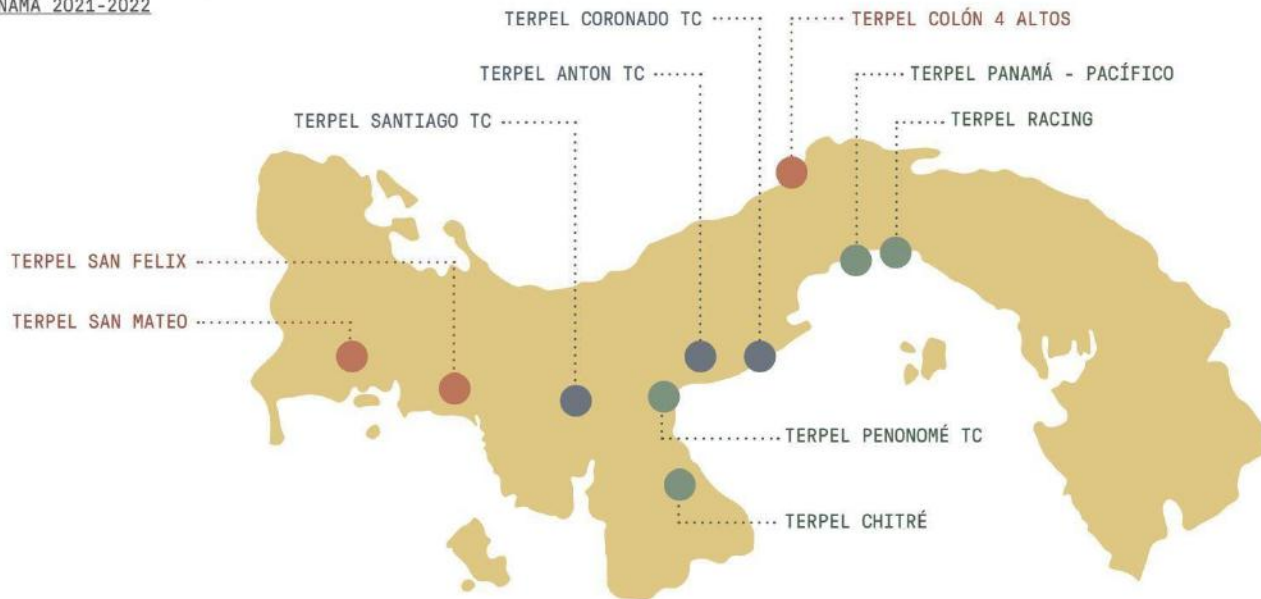 2021-2022
TERPEL CORONADO TC
TERPEL COLÓN 4 ALTOS
TERPEL ANTON TC
TERPEL PANAMÁ - PACÍFICO
TERPEL SANTIAGO TC
TERPEL RACING
TERPEL SAN FELIX
TERPEL SAN MATEO
TERPEL PENONOMÉ TC
TERPEL CHITRÉ